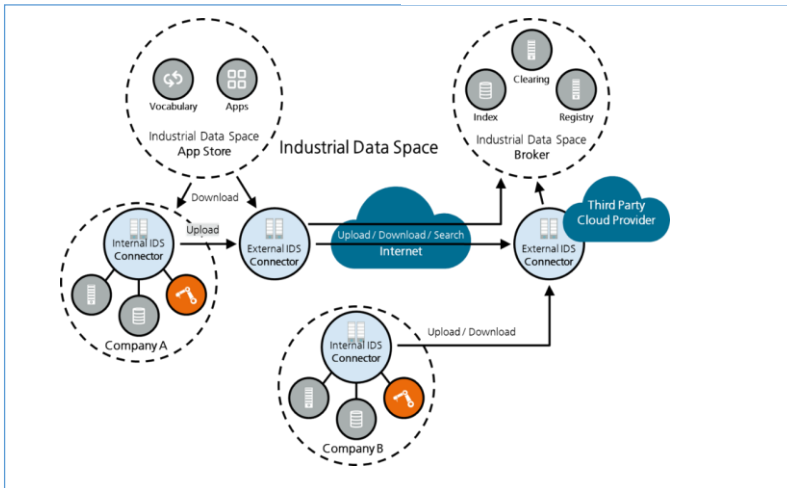 Vocabulary
Apps
Industrial Data Space
App Store
Clearing
Index
Registry
Industrial Data Space
Broker
Industrial Data Space
Download
Internal IDS
Connector
Upload
External IDS
Connector
Upload / Download / Search
Internet
Third Party
Cloud Provider
External IDS
Connector
Company A
Upload / Download
Internal IDS
Connector
Company B